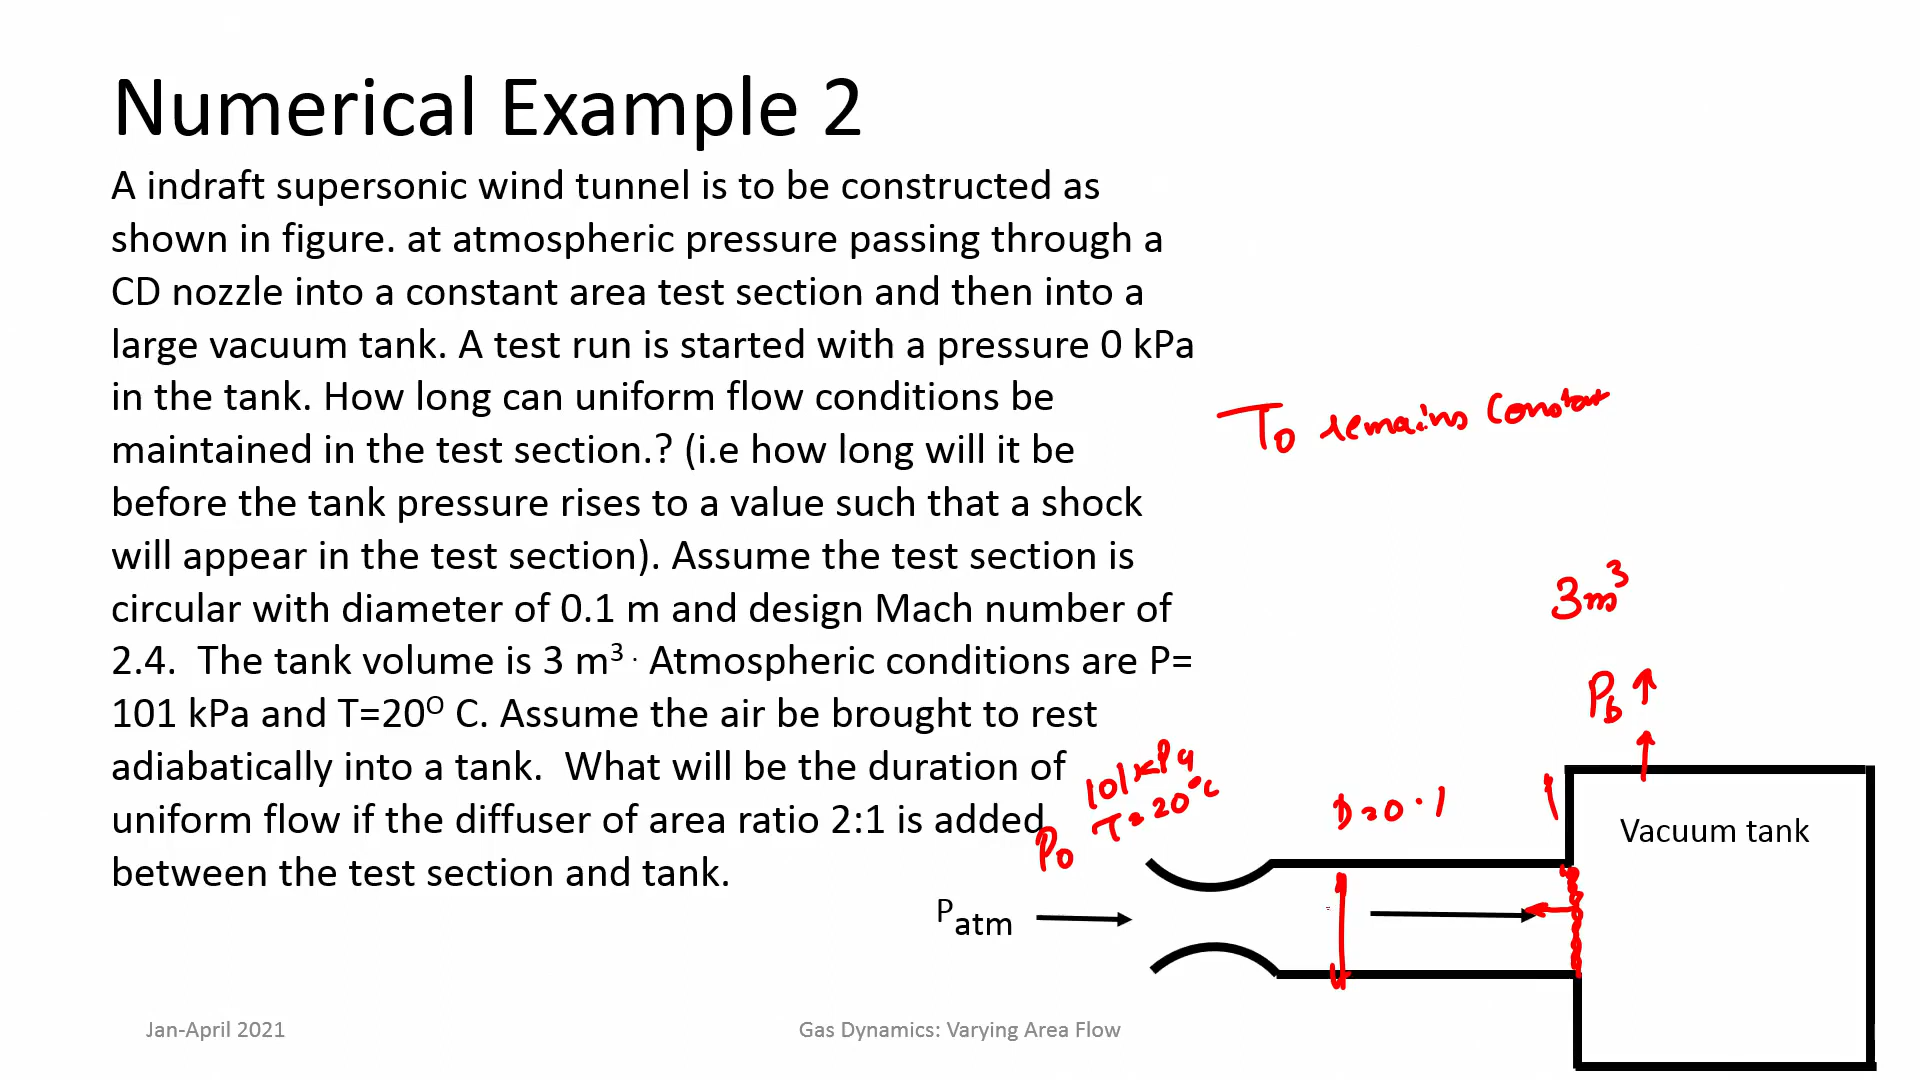 Numerical Example 2
A indraft supersonic wind tunnel is to be constructed as
shown in figure. at atmospheric pressure passing through a
CD nozzle into a constant area test section and then into a
large vacuum tank. A test run is started with a pressure 0 kPa
in the tank. How long can uniform flow conditions be
maintained in the test section.? (i.e how long will it be
before the tank pressure rises to a value such that a shock
will appear in the test section). Assume the test section is
circular with diameter of 0.1 m and design Mach number of
2.4.  The tank volume is 3 m³ · Atmospheric conditions are P=
101 kPa and T=20ᴼ C. Assume the air be brought to rest
adiabatically into a tank.  What will be the duration of
uniform flow if the diffuser of area ratio 2:1 is added
between the test section and tank.
T₀ remains constant
3m³
P_b ↑
101 kPa
T=20°C
P₀
D=0.1
Vacuum tank
P_atm
Jan-April 2021
Gas Dynamics: Varying Area Flow